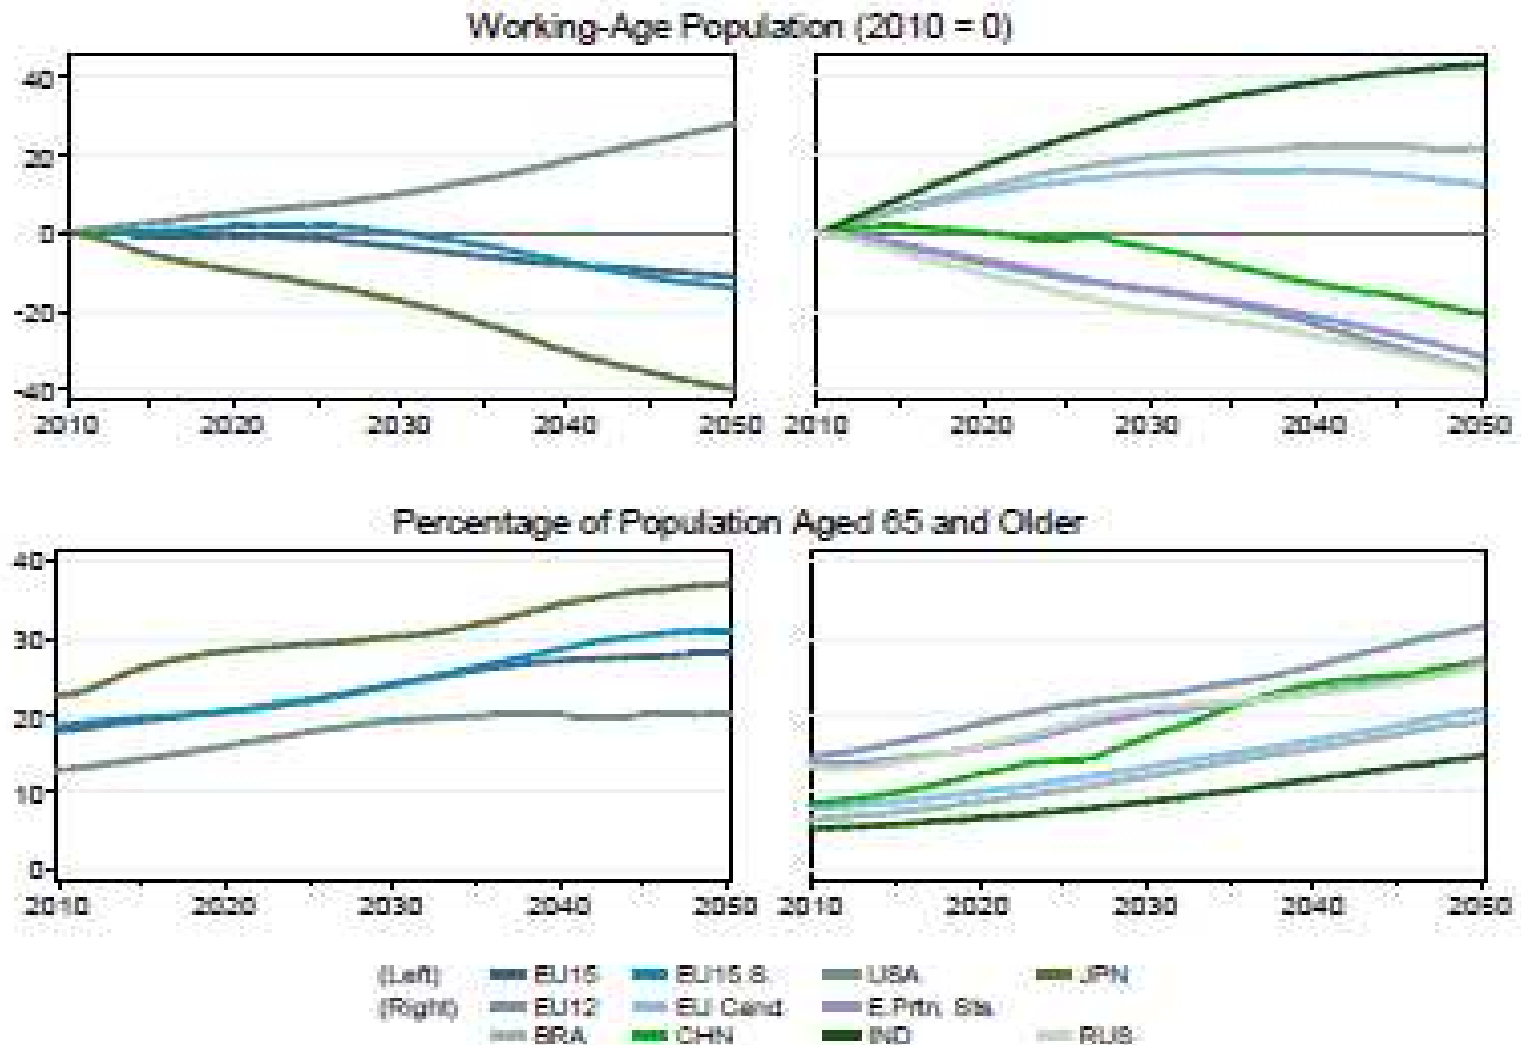 Working-Age Population (2010 = 0)
40
20
0
-20
-40
2010 2020 2030 2040 2050 2010 2020 2030 2040 2050
Percentage of Population Aged 65 and Older
40
30
20
10
0
2010 2020 2030 2040 2050 2010 2020 2030 2040 2050
(Left) EU15 EU15 S. USA JPN
(Right) EU12 EU Cand. E.Prtn. Sts.
BRA CHN IND RUS